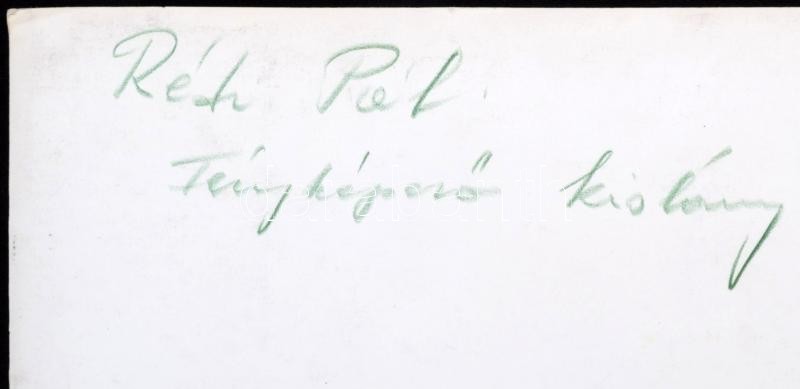 Réti Pál.
Fényképező kislány